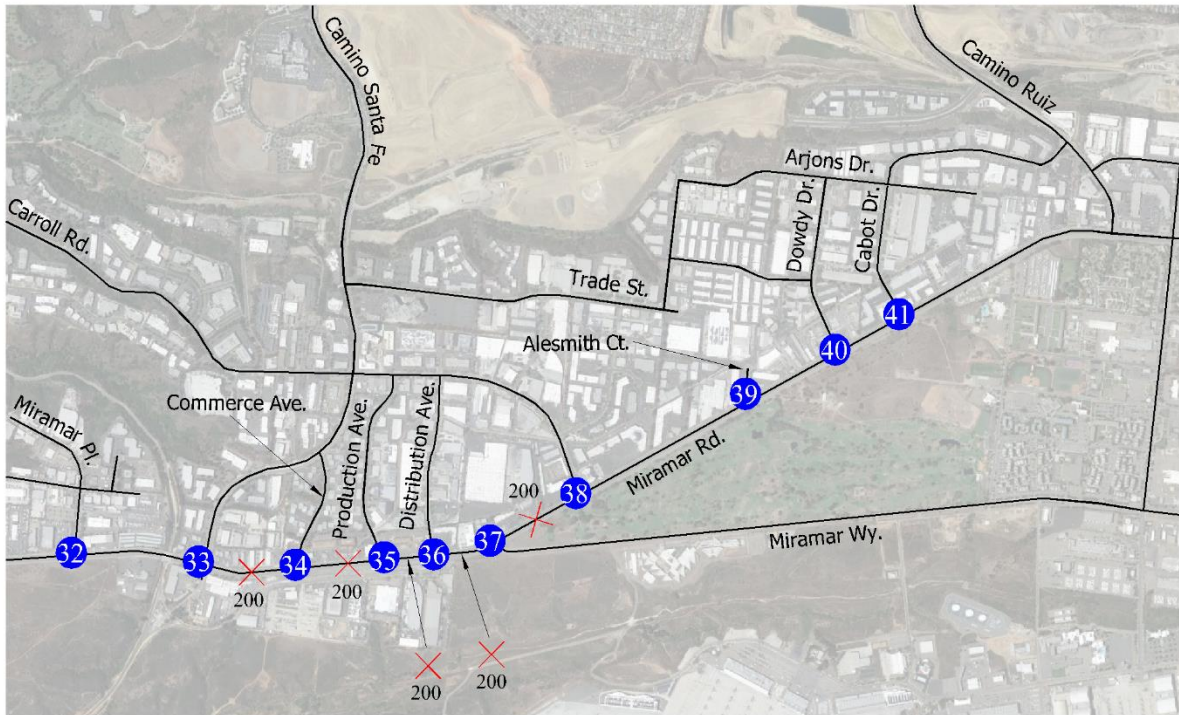 Camino Santa Fe
Camino Ruiz
Arjons Dr.
Dowdy Dr.
Cabot Dr.
Carroll Rd.
Trade St.
41
40
Alesmith Ct.
39
Commerce Ave.
Production Ave.
Distribution Ave.
Miramar Pl.
Miramar Rd.
38
200
37
Miramar Wy.
32
33
34
35
36
200
200
200
200